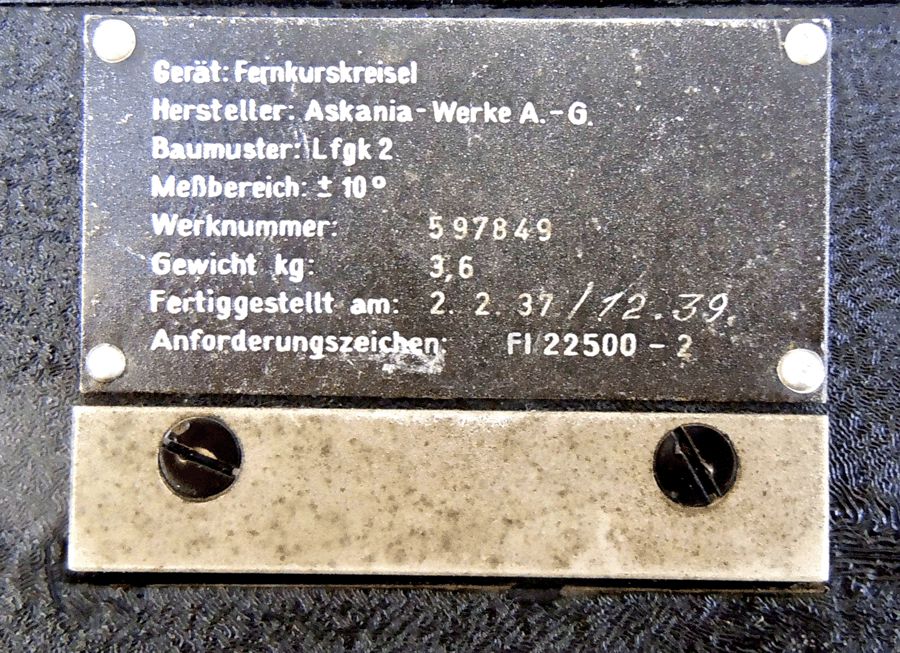 Gerät: Fernkurskreisel
Hersteller: Askania-Werke A.-G.
Baumuster: Lfgk 2
Meßbereich: ± 10°
Werknummer: 597849
Gewicht kg: 3,6
Fertiggestellt am: 2. 2. 37/12.39.
Anforderungszeichen: Fl 22500 - 2